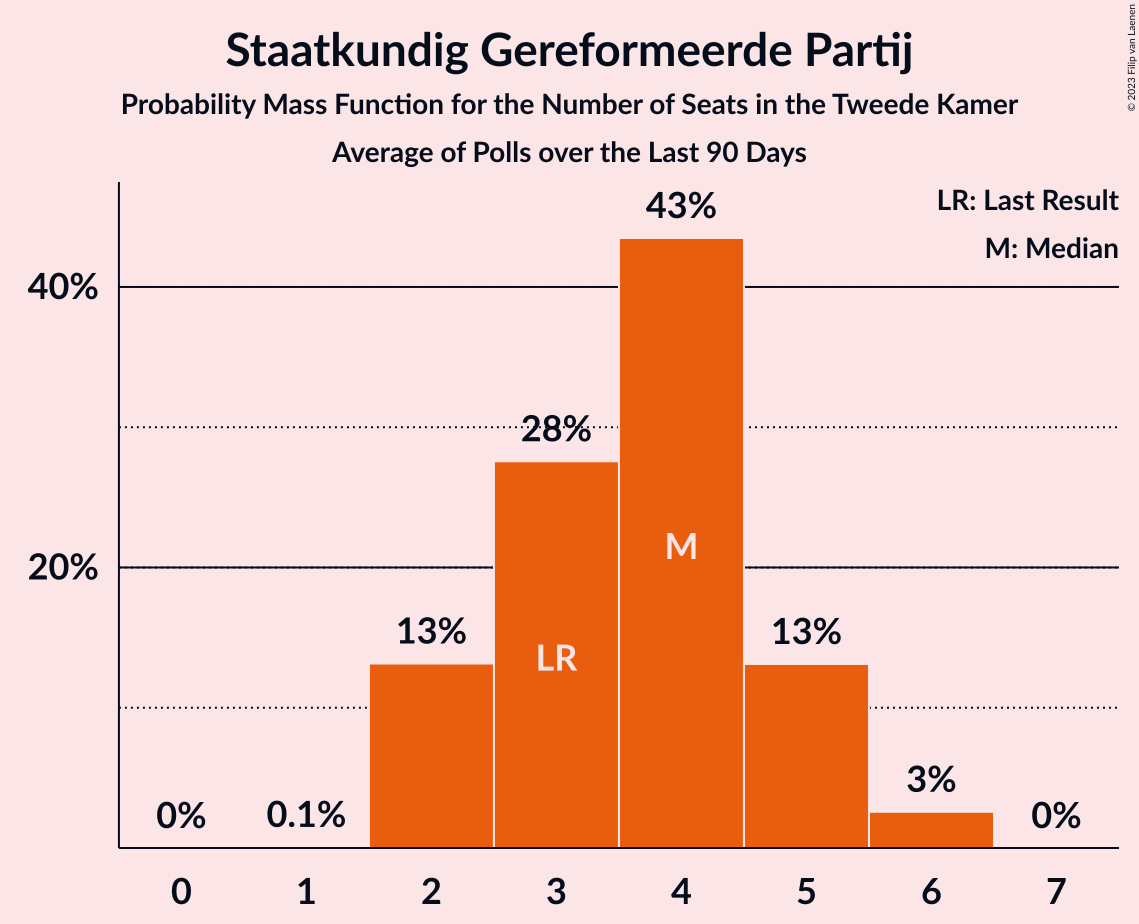 Staatkundig Gereformeerde Partij
Probability Mass Function for the Number of Seats in the Tweede Kamer
Average of Polls over the Last 90 Days
© 2023 Filip van Laenen
LR: Last Result
M: Median
43%
40%
28%
M
20%
13%
LR
13%
3%
0%
0.1%
0%
0 1 2 3 4 5 6 7